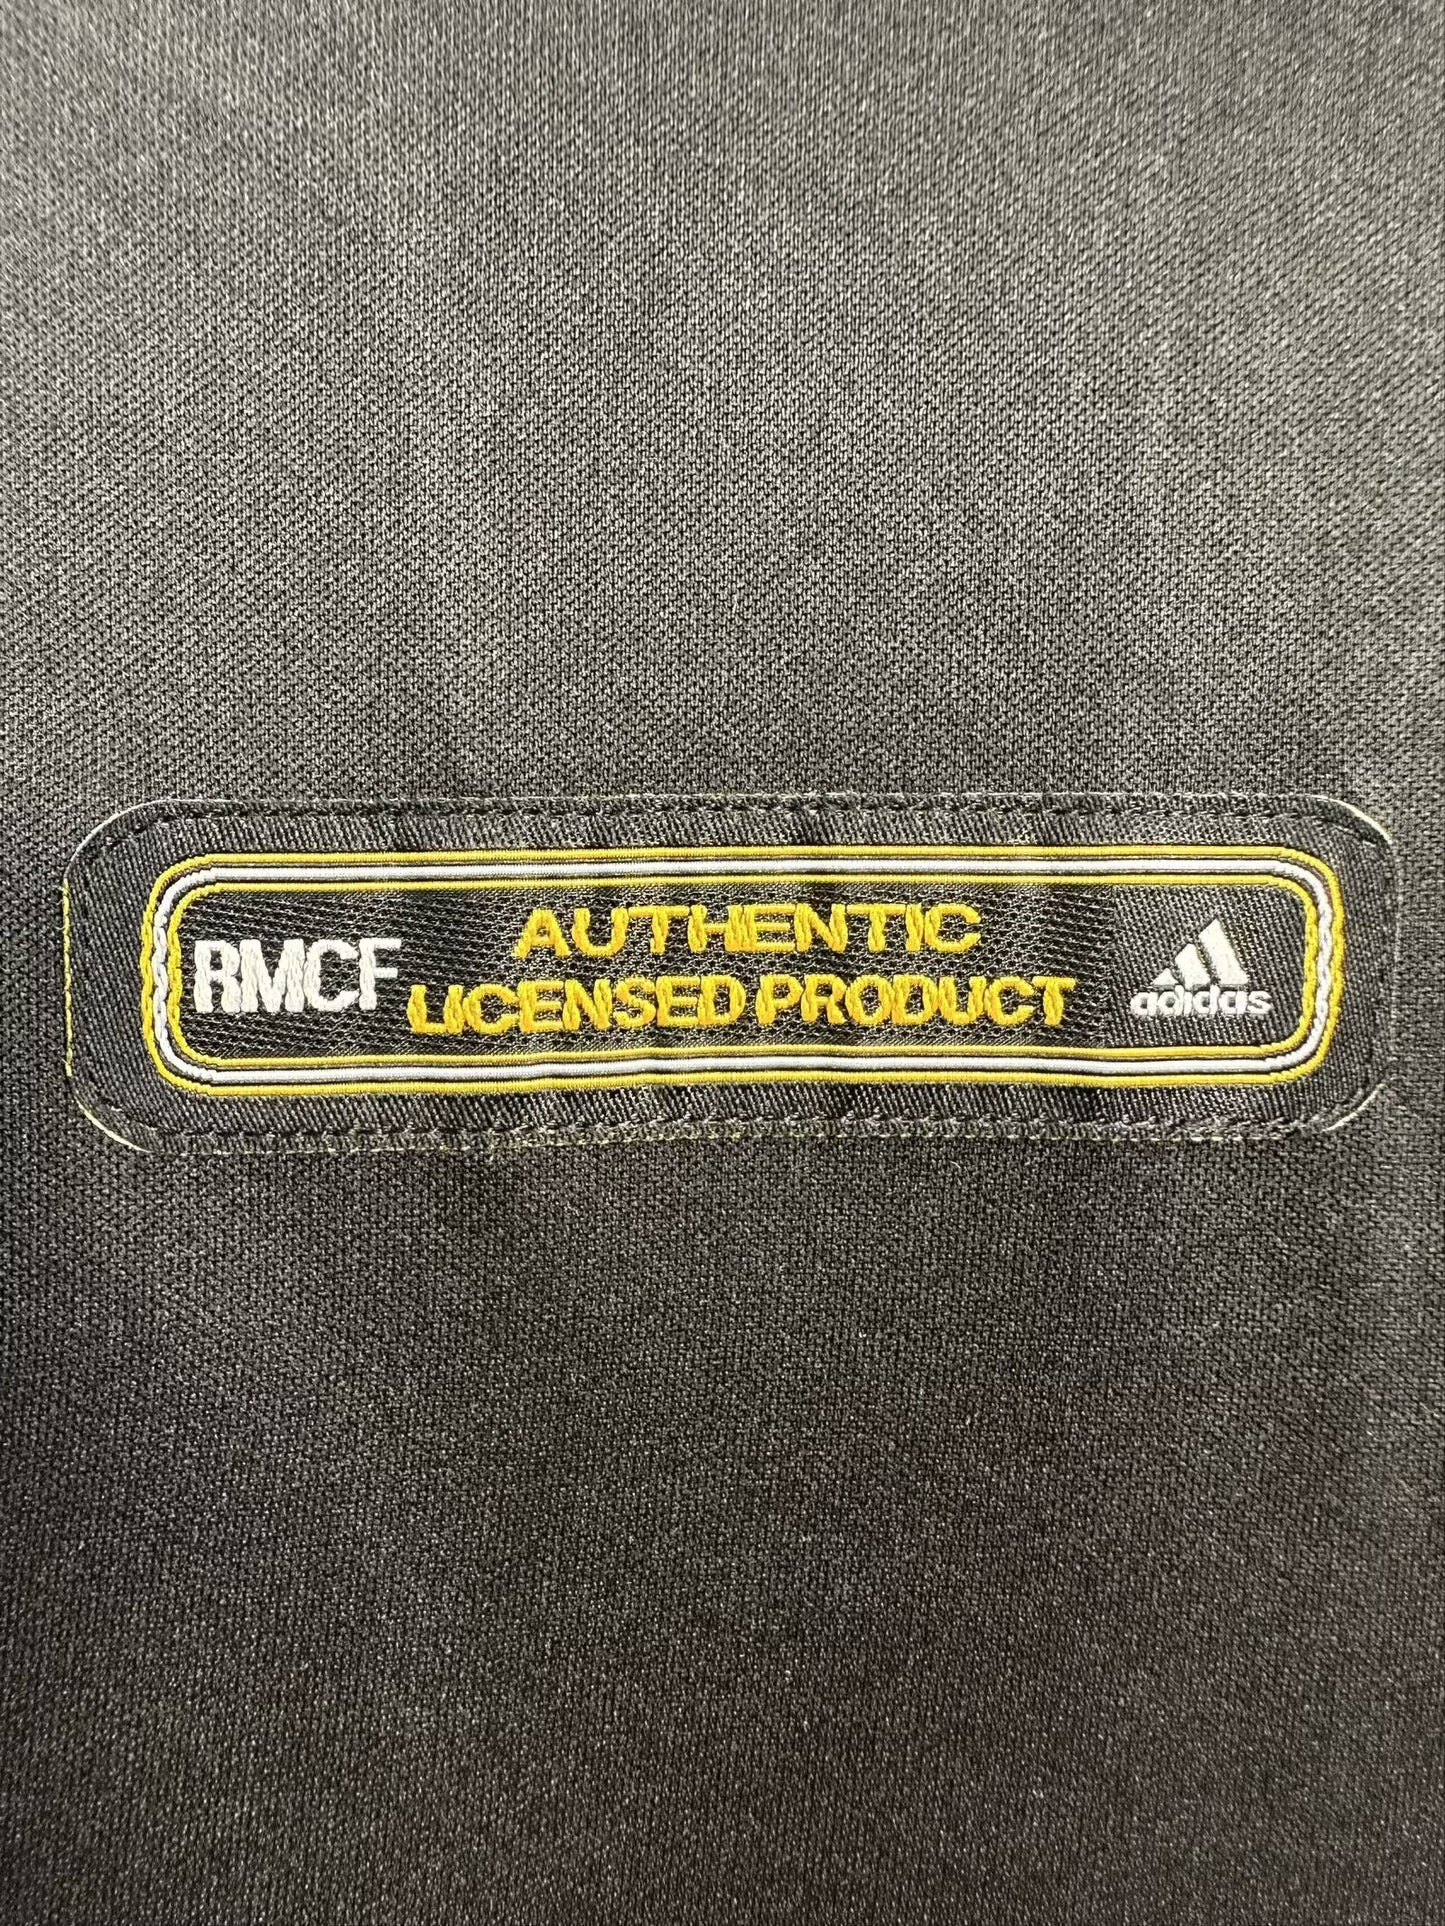 RMCF
AUTHENTIC
LICENSED PRODUCT
adidas